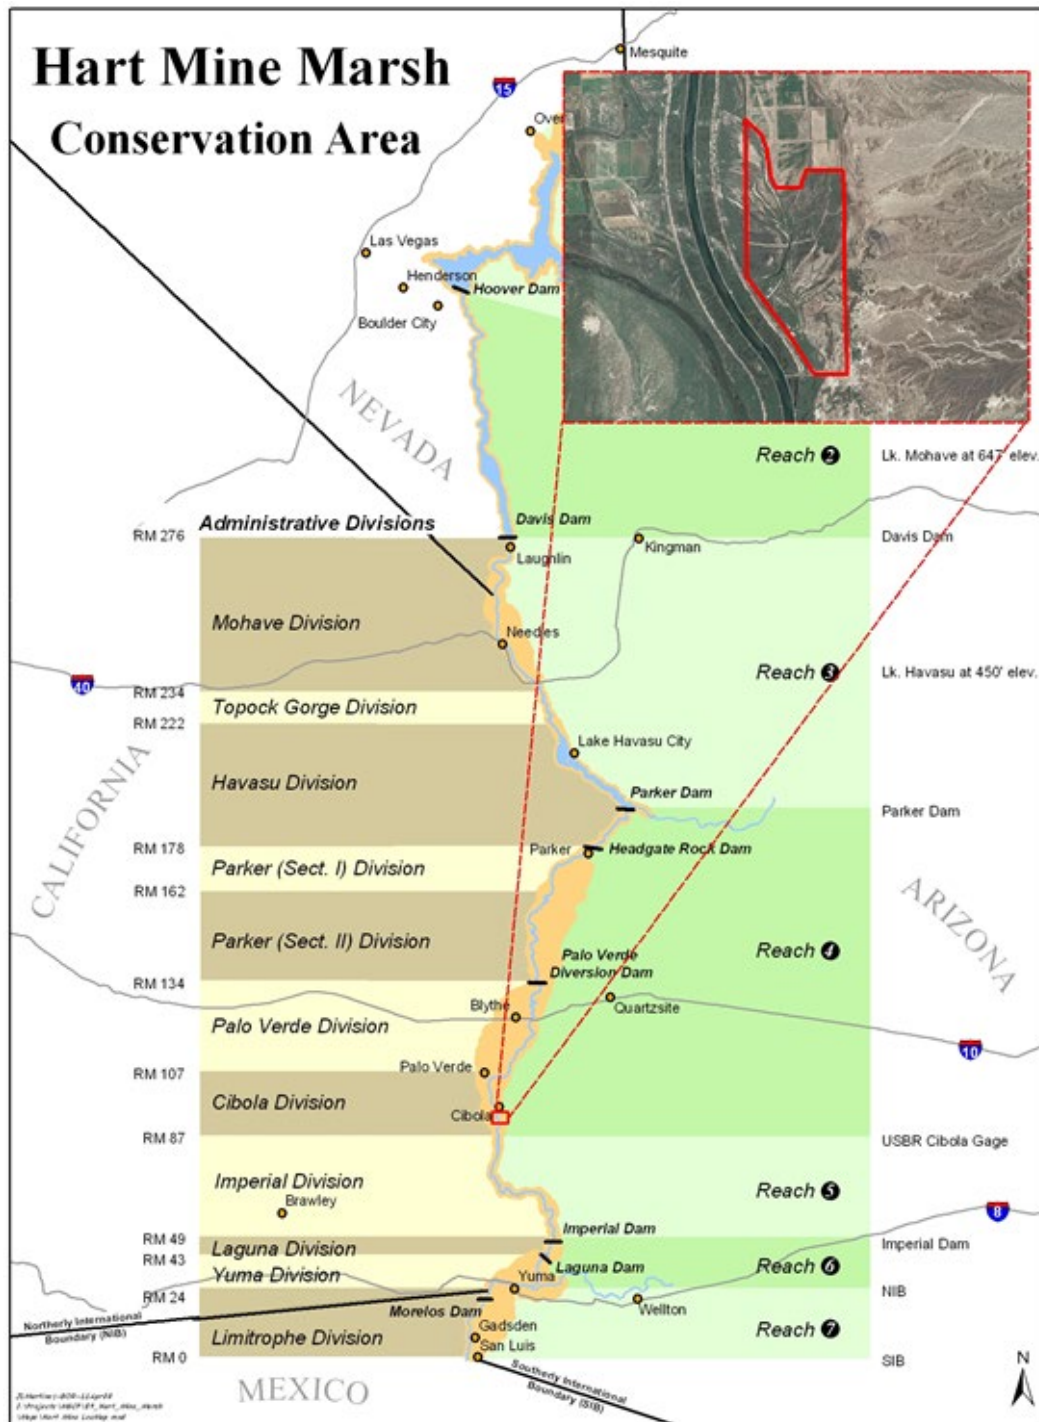 Hart Mine Marsh
Conservation Area
Mesquite
15
Over
Las Vegas
Henderson
Hoover Dam
Boulder City
NEVADA
Reach 2
Lk. Mohave at 647' elev.
Administrative Divisions
Davis Dam
RM 276
Laughlin
Kingman
Davis Dam
Mohave Division
Needles
Reach 3
Lk. Havasu at 450' elev.
40
RM 234
Topock Gorge Division
RM 222
Lake Havasu City
CALIFORNIA
Havasu Division
Parker Dam
Parker Dam
RM 178
Parker
Headgate Rock Dam
Parker (Sect. I) Division
RM 162
ARIZONA
Parker (Sect. II) Division
Reach 4
Palo Verde
Diversion Dam
RM 134
Blythe
Quartzsite
Palo Verde Division
10
RM 107
Palo Verde
Cibola Division
Cibola
RM 87
USBR Cibola Gage
Imperial Division
Reach 5
Brawley
8
Imperial Dam
RM 49
Laguna Division
Imperial Dam
RM 43
Yuma Division
Laguna Dam
Reach 6
Yuma
RM 24
NIB
Morelos Dam
Wellton
Northerly International
Boundary (NIB)
Gadsden
Limitrophe Division
Reach 7
San Luis
RM 0
SIB
Southerly International
Boundary (SIB)
MEXICO
N